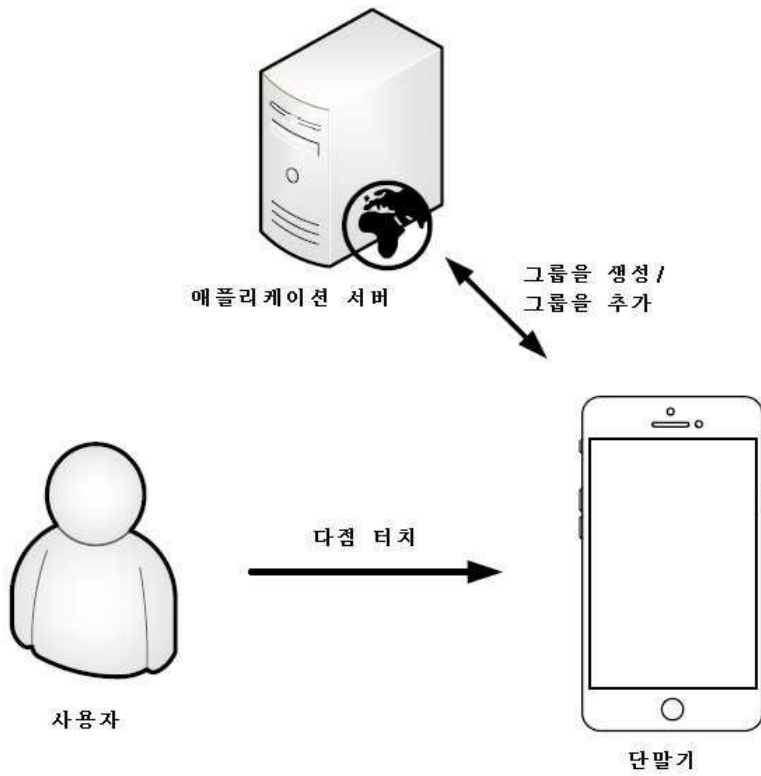 애플리케이션 서버
그룹을 생성/
그룹을 추가
다점 터치
사용자
단말기